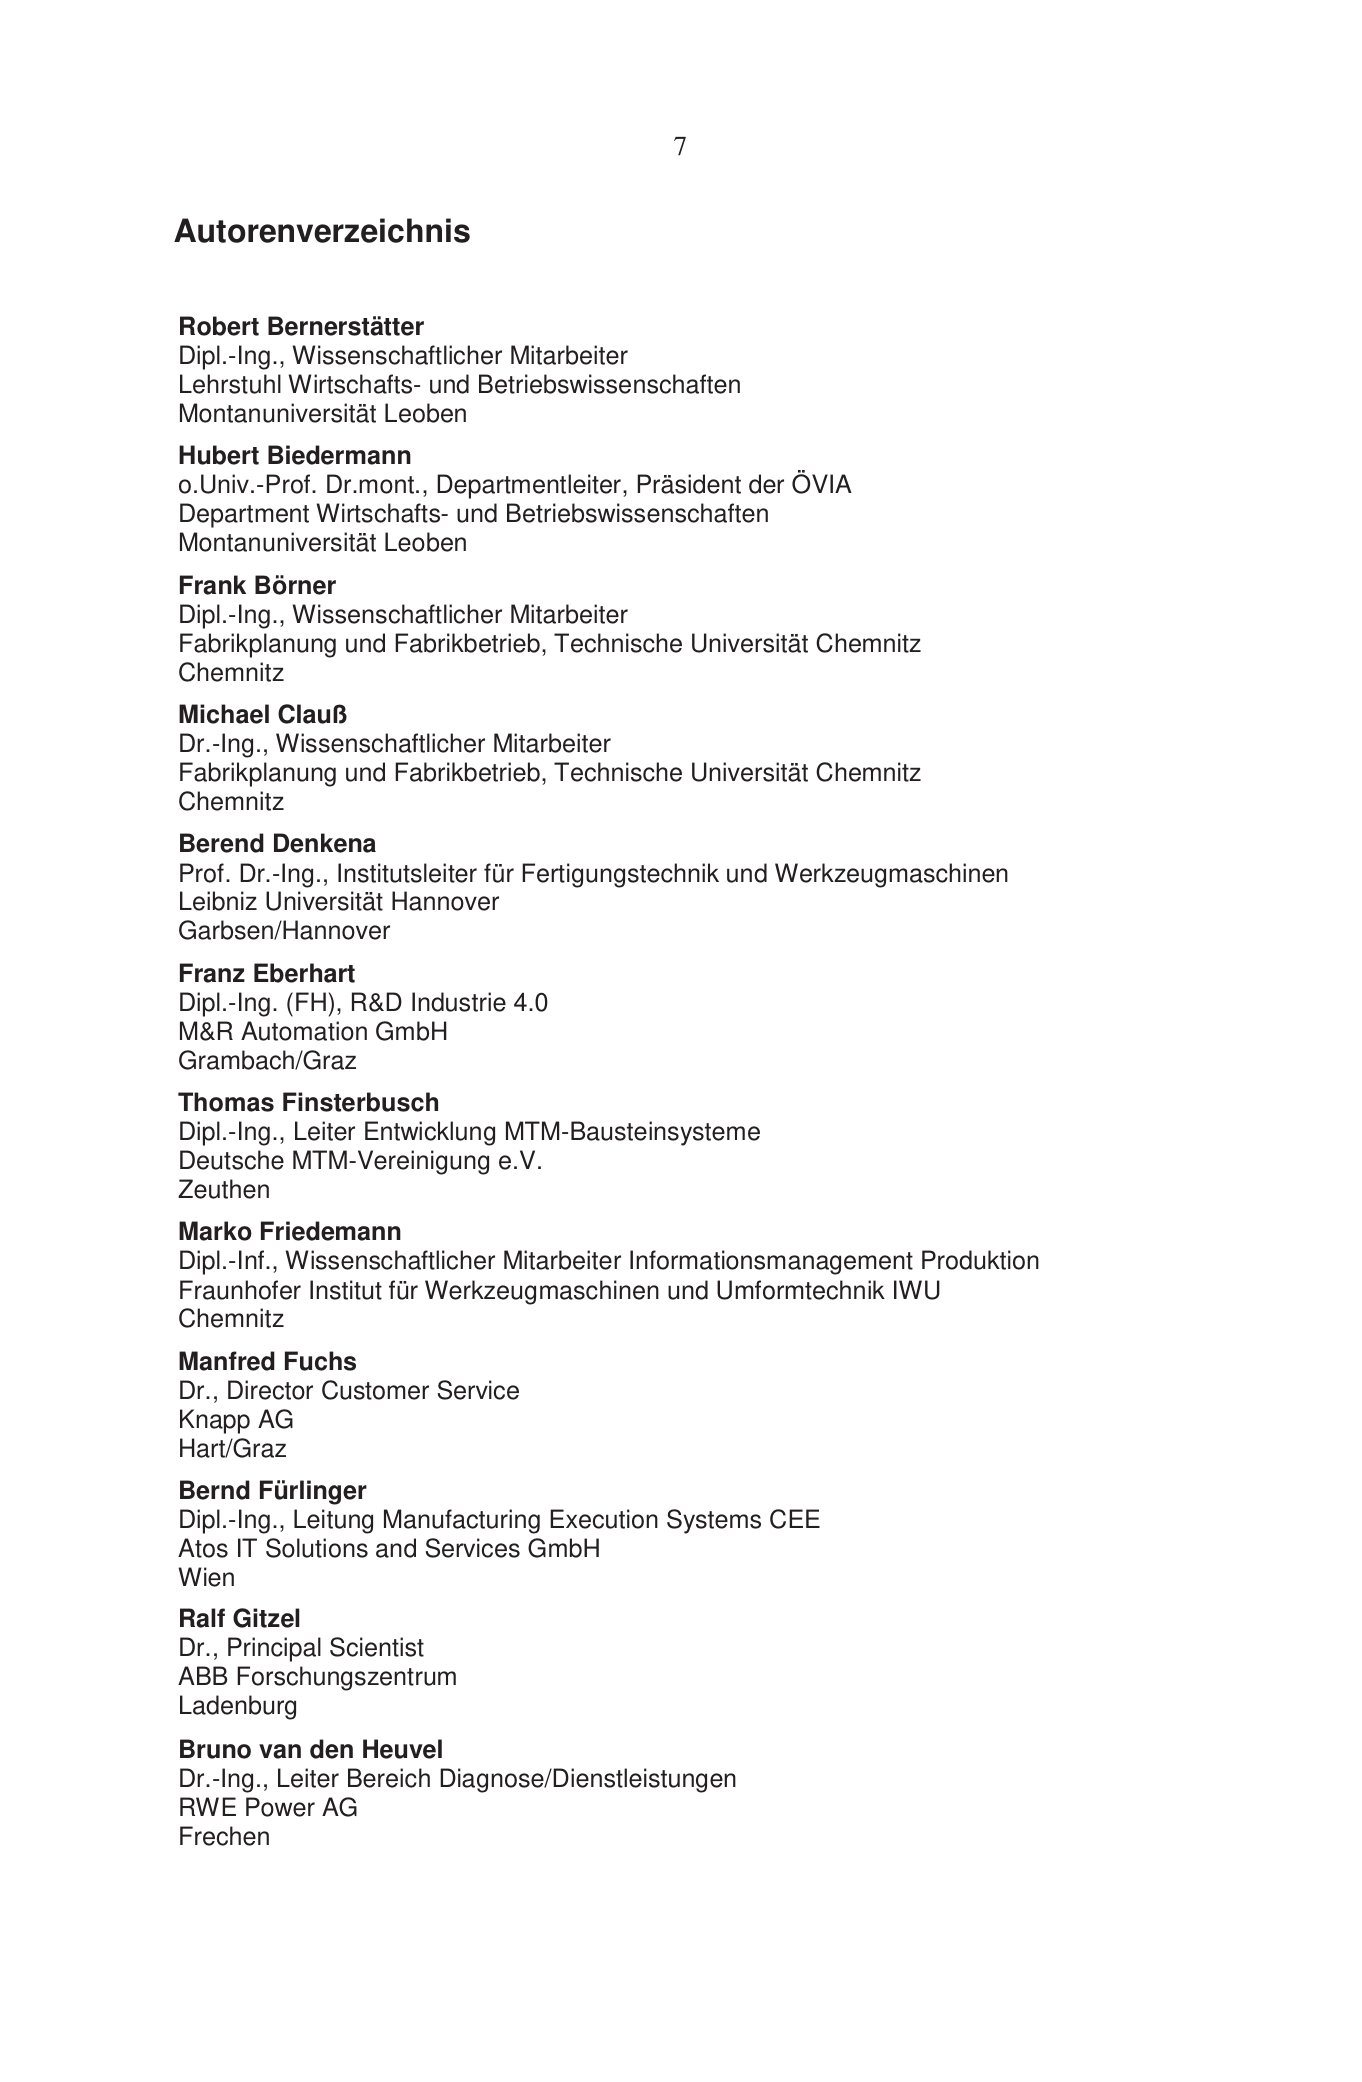 7
Autorenverzeichnis
Robert Bernerstätter
Dipl.-Ing., Wissenschaftlicher Mitarbeiter
Lehrstuhl Wirtschafts- und Betriebswissenschaften
Montanuniversität Leoben
Hubert Biedermann
o.Univ.-Prof. Dr.mont., Departmentleiter, Präsident der ÖVIA
Department Wirtschafts- und Betriebswissenschaften
Montanuniversität Leoben
Frank Börner
Dipl.-Ing., Wissenschaftlicher Mitarbeiter
Fabrikplanung und Fabrikbetrieb, Technische Universität Chemnitz
Chemnitz
Michael Clauß
Dr.-Ing., Wissenschaftlicher Mitarbeiter
Fabrikplanung und Fabrikbetrieb, Technische Universität Chemnitz
Chemnitz
Berend Denkena
Prof. Dr.-Ing., Institutsleiter für Fertigungstechnik und Werkzeugmaschinen
Leibniz Universität Hannover
Garbsen/Hannover
Franz Eberhart
Dipl.-Ing. (FH), R&D Industrie 4.0
M&R Automation GmbH
Grambach/Graz
Thomas Finsterbusch
Dipl.-Ing., Leiter Entwicklung MTM-Bausteinsysteme
Deutsche MTM-Vereinigung e.V.
Zeuthen
Marko Friedemann
Dipl.-Inf., Wissenschaftlicher Mitarbeiter Informationsmanagement Produktion
Fraunhofer Institut für Werkzeugmaschinen und Umformtechnik IWU
Chemnitz
Manfred Fuchs
Dr., Director Customer Service
Knapp AG
Hart/Graz
Bernd Fürlinger
Dipl.-Ing., Leitung Manufacturing Execution Systems CEE
Atos IT Solutions and Services GmbH
Wien
Ralf Gitzel
Dr., Principal Scientist
ABB Forschungszentrum
Ladenburg
Bruno van den Heuvel
Dr.-Ing., Leiter Bereich Diagnose/Dienstleistungen
RWE Power AG
Frechen